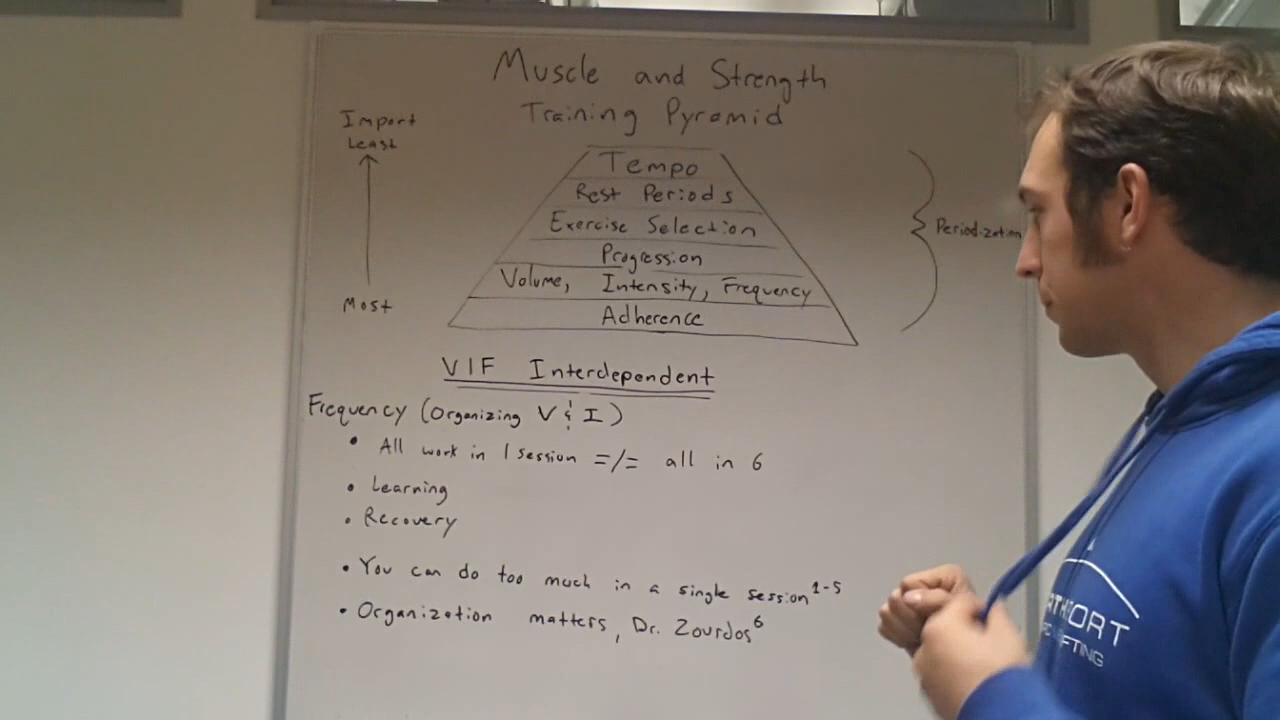 Muscle and Strength
Training Pyramid
Import
Least
Most
Tempo
Rest Periods
Exercise Selection
Progression
Volume, Intensity, Frequency
Adherence
Periodization
VIF Interdependent
Frequency (Organizing V & I)
• All work in 1 session =/= all in 6
• Learning
• Recovery
• You can do too much in a single session 1-5
• Organization matters, Dr. Zourdos 6